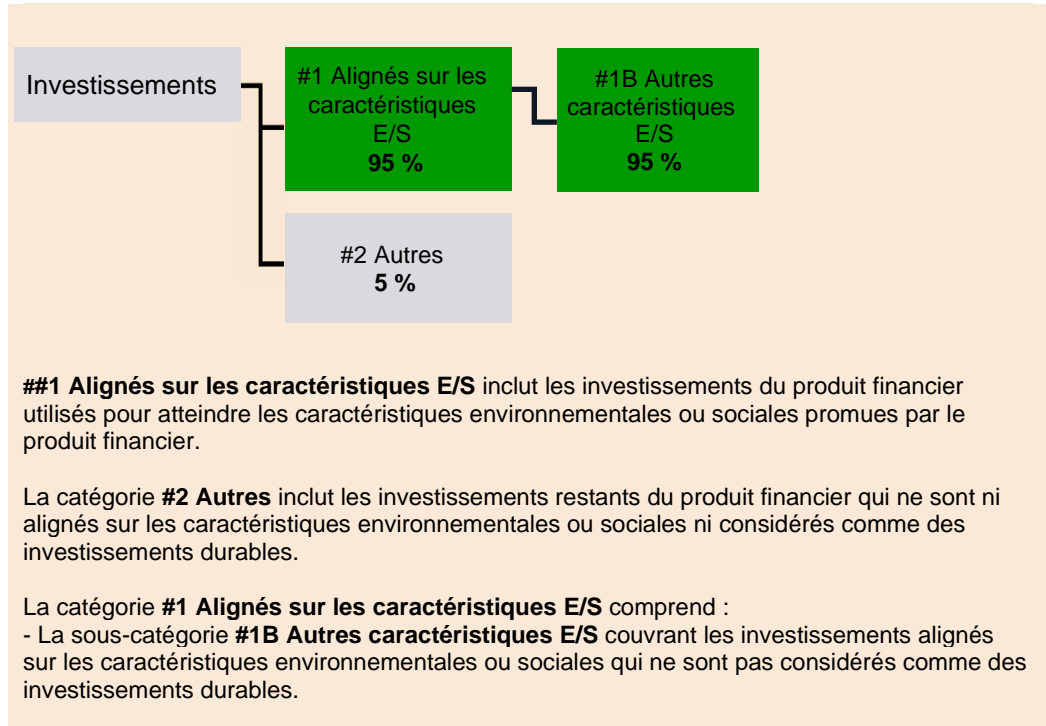 Investissements
#1 Alignés sur les
caractéristiques
E/S
95 %
#1B Autres
caractéristiques
E/S
95 %
#2 Autres
5 %
##1 Alignés sur les caractéristiques E/S inclut les investissements du produit financier
utilisés pour atteindre les caractéristiques environnementales ou sociales promues par le
produit financier.
La catégorie #2 Autres inclut les investissements restants du produit financier qui ne sont ni
alignés sur les caractéristiques environnementales ou sociales ni considérés comme des
investissements durables.
La catégorie #1 Alignés sur les caractéristiques E/S comprend :
- La sous-catégorie #1B Autres caractéristiques E/S couvrant les investissements alignés
sur les caractéristiques environnementales ou sociales qui ne sont pas considérés comme des
investissements durables.